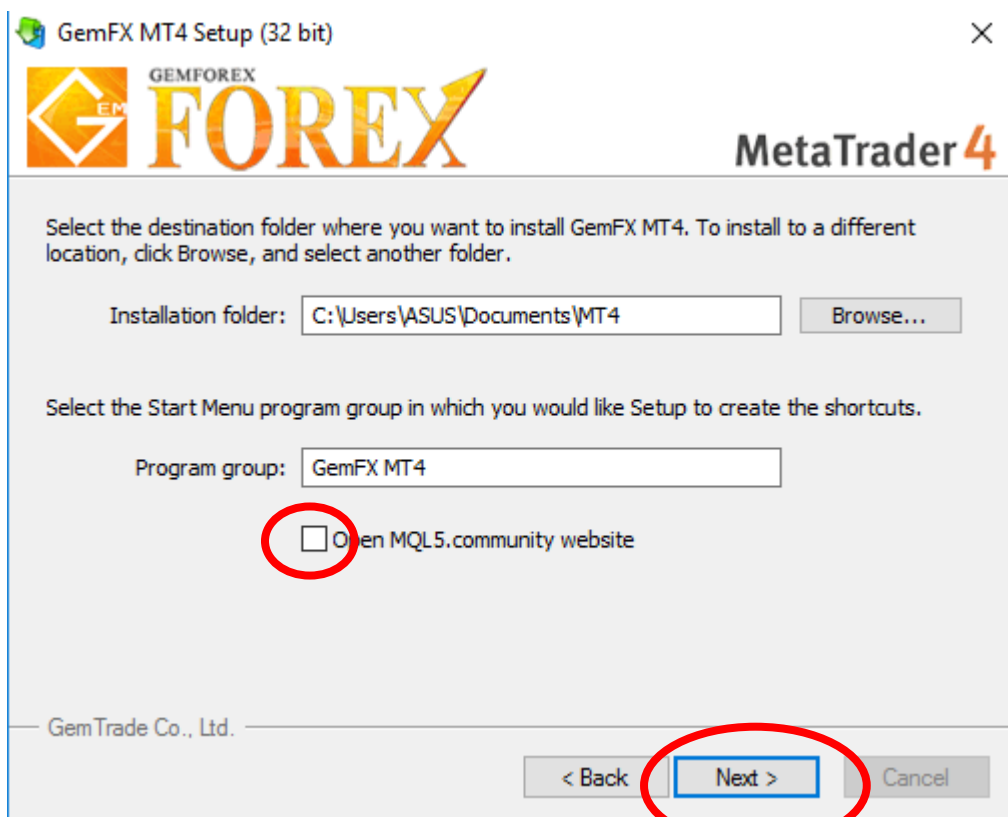 GemFX MT4 Setup (32 bit)
GEM
GEMFOREX
FOREX
MetaTrader 4
Select the destination folder where you want to install GemFX MT4. To install to a different
location, click Browse, and select another folder.
Installation folder: C:\Users\ASUS\Documents\MT4 Browse...
Select the Start Menu program group in which you would like Setup to create the shortcuts.
Program group: GemFX MT4
Open MQL5.community website
GemTrade Co., Ltd.
< Back Next > Cancel